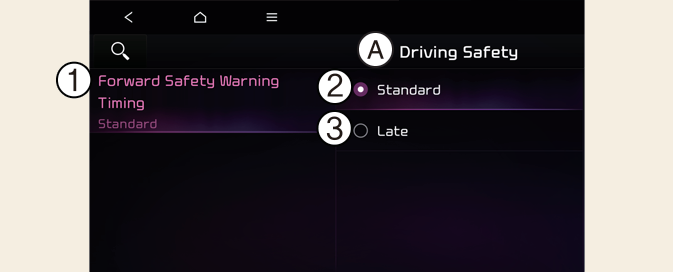 A Driving Safety
1 Forward Safety Warning
Timing
Standard
2 Standard
3 Late